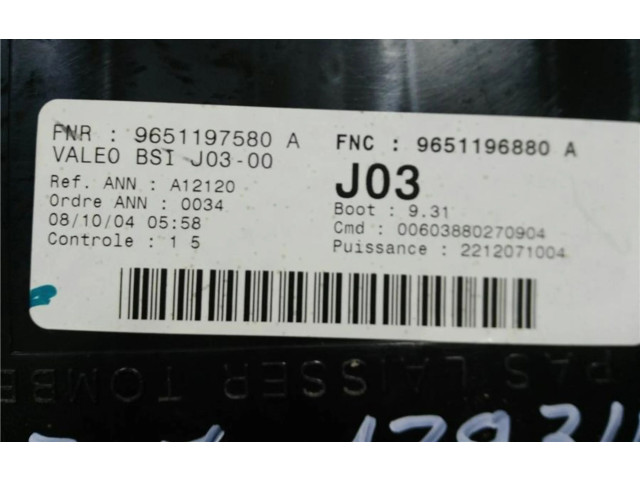 FNR : 9651197580 A
VALEO BSI J03-00
Ref. ANN : A12120
Ordre ANN : 0034
08/10/04 05:58
Controle : 1 5
FNC : 9651196880 A
J03
Boot : 9.31
Cmd : 00603880270904
Puissance : 2212071004
PAS LAISSER TOMBE